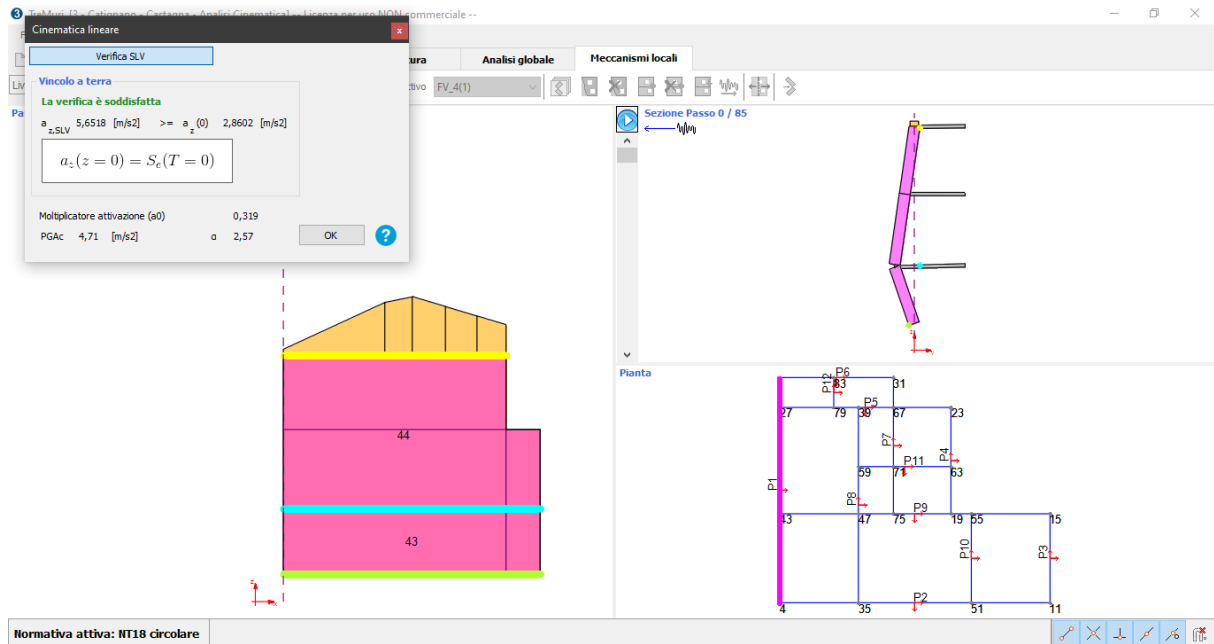 TreMuri [3 - Catignano - Cartagna - Analisi Cinematica] -- Licenza per uso NON commerciale --
Cinematica lineare
x
Verifica SLV
Vincolo a terra
La verifica è soddisfatta
a z,SLV 5,6518 [m/s2] >= a z (0) 2,8602 [m/s2]
a_z(z = 0) = S_e(T = 0)
Moltiplicatore attivazione (a0) 0,319
PGAc 4,71 [m/s2] α 2,57
OK
?
Analisi globale
Meccanismi locali
FV_4(1)
Sezione Passo 0 / 85
44
43
z
x
z
Y
Pianta
P6
P12
83
31
27
79
P5
39
67
23
P7
P4
P11
59
71
63
P1
P8
43
47
75
P9
19
55
15
P10
P3
4
35
P2
51
11
Normativa attiva: NT18 circolare